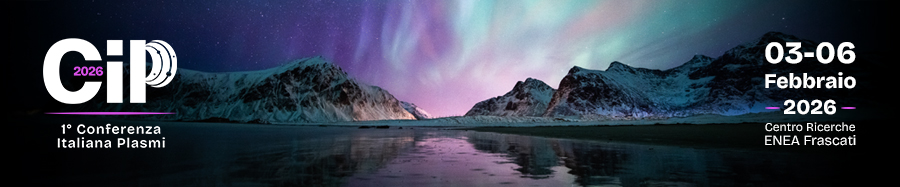 CiP
2026
1° Conferenza
Italiana Plasmi
03-06
Febbraio
2026
Centro Ricerche
ENEA Frascati